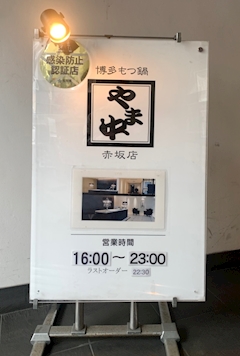 感染防止
認証店
博多もつ鍋
やま中
赤坂店
営業時間
16:00～23:00
ラストオーダー 22:30